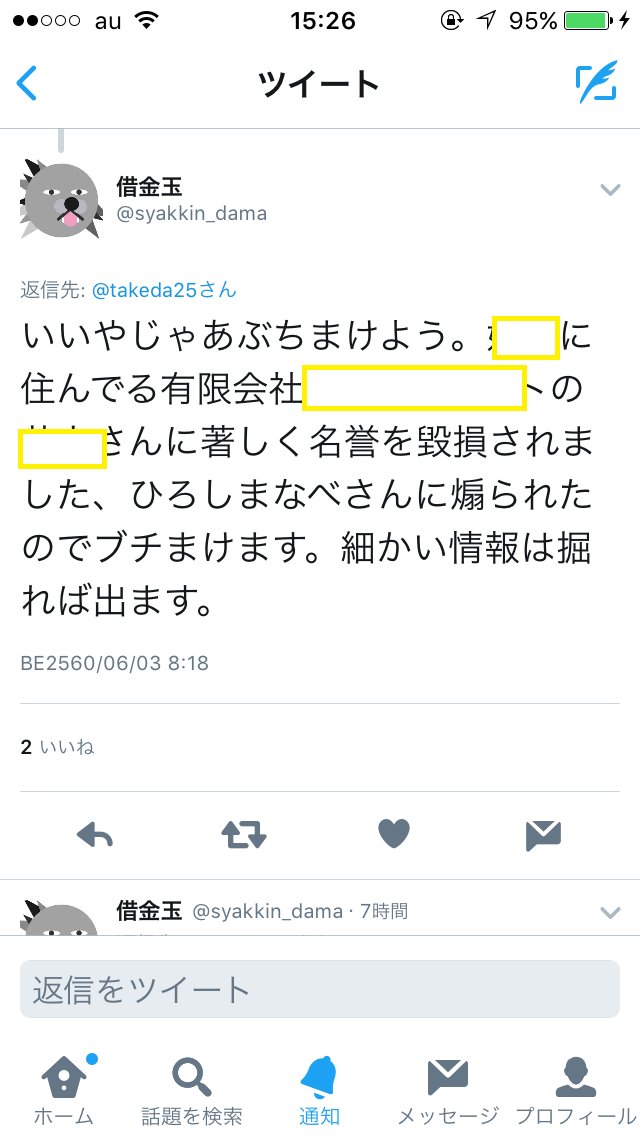 au 15:26 95%
ツイート
借金玉
@syakkin_dama
返信先: @takeda25さん
いいやじゃあぶちまけよう。に
住んでる有限会社トの
さんに著しく名誉を毀損されま
した、ひろしまなべさんに煽られた
のでブチまけます。細かい情報は掘
れば出ます。
BE2560/06/03 8:18
2 いいね
借金玉 @syakkin_dama · 7時間
返信をツイート
ホーム 話題を検索 通知 メッセージ プロフィール